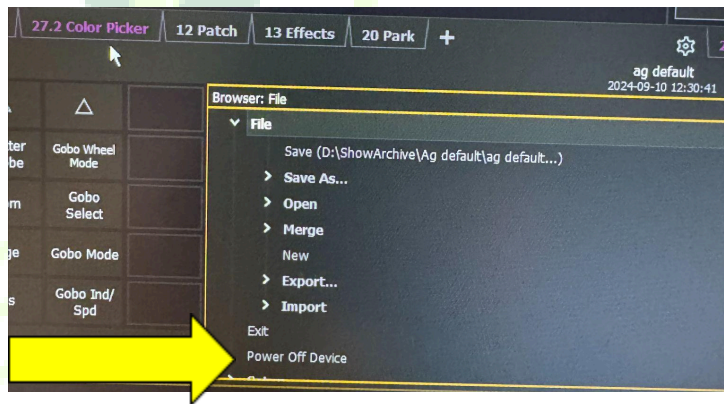 27.2 Color Picker
12 Patch
13 Effects
20 Park
+
ag default
2024-09-10 12:30:41
Browser: File
File
Save (D:\ShowArchive\Ag default\ag default...)
Save As...
Open
Merge
New
Export...
Import
Exit
Power Off Device
Gobo Wheel
Mode
Gobo
Select
Gobo Mode
Gobo Ind/
Spd